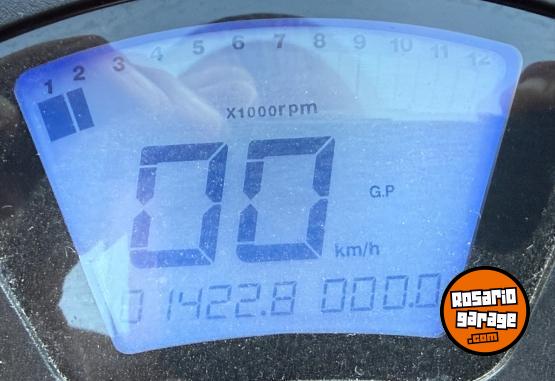 1 2 3 4 5 6 7 8 9 10 11 12
X1000rpm
00
G.P
km/h
01422.8 000.0
ROSARIO
garage
.com